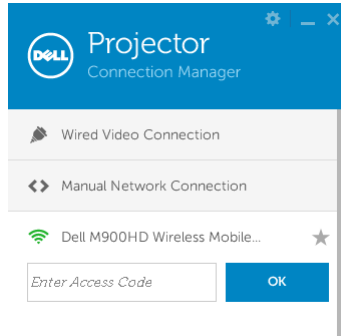 DELL
Projector
Connection Manager
Wired Video Connection
Manual Network Connection
Dell M900HD Wireless Mobile...
Enter Access Code
OK